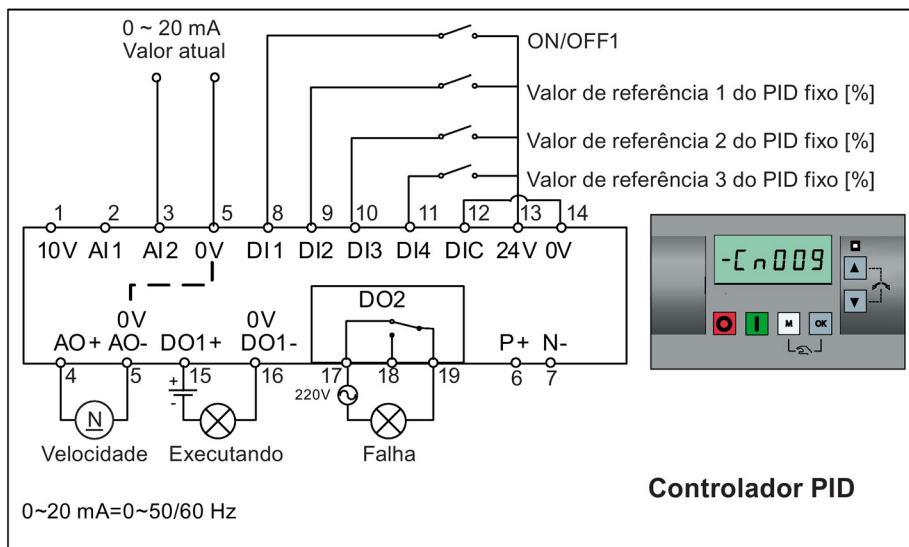 0 ~ 20 mA
Valor atual
ON/OFF1
Valor de referência 1 do PID fixo [%]
Valor de referência 2 do PID fixo [%]
Valor de referência 3 do PID fixo [%]
1 2 3 5 8 9 10 11 12 13 14
10V AI1 AI2 0V DI1 DI2 DI3 DI4 DIC 24V 0V
-Cn009
M OK
DO2
0V 0V
AO+ AO- DO1+ DO1- P+ N-
4 5 15 16 17 18 19 6 7
+
-
220V
N
Velocidade Executando Falha
Controlador PID
0~20 mA=0~50/60 Hz